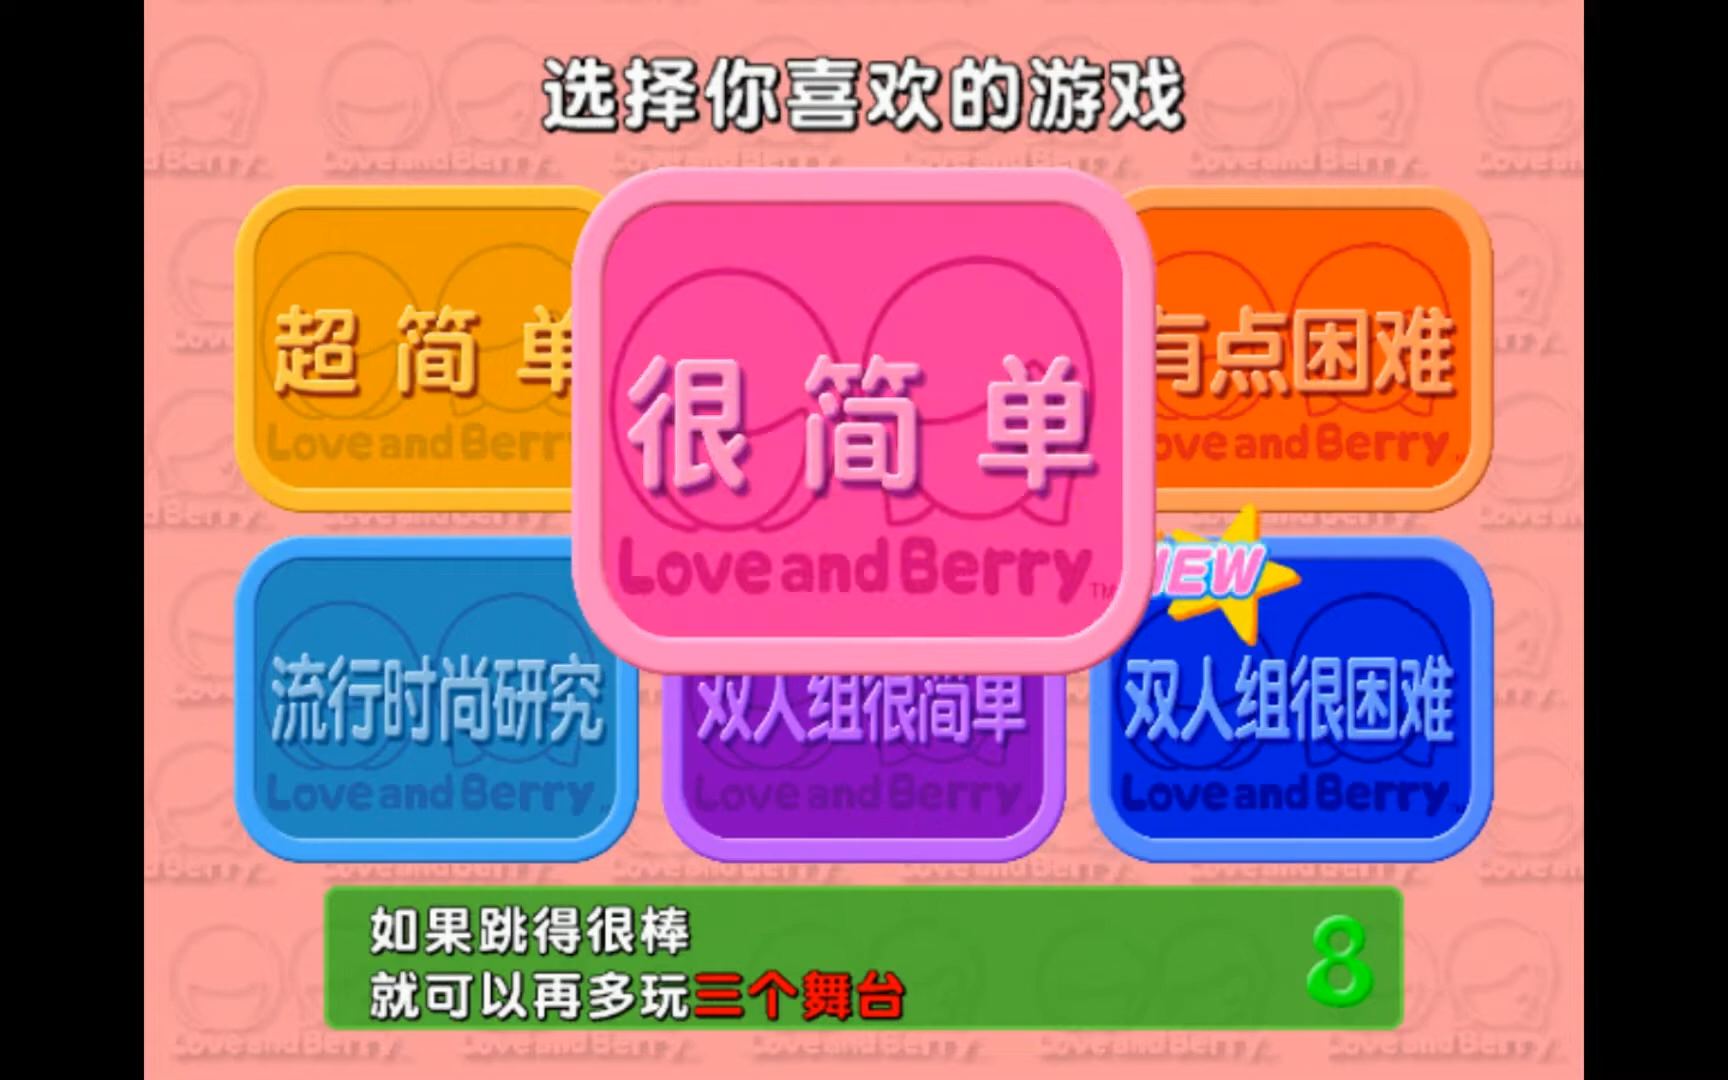 选择你喜欢的游戏
超简单
很简单
有点困难
Love and Berry
Love and Berry™
Love and Berry
NEW
流行时尚研究
双人组很简单
双人组很困难
Love and Berry
Love and Berry
Love and Berry
如果跳得很棒
就可以再多玩三个舞台
8